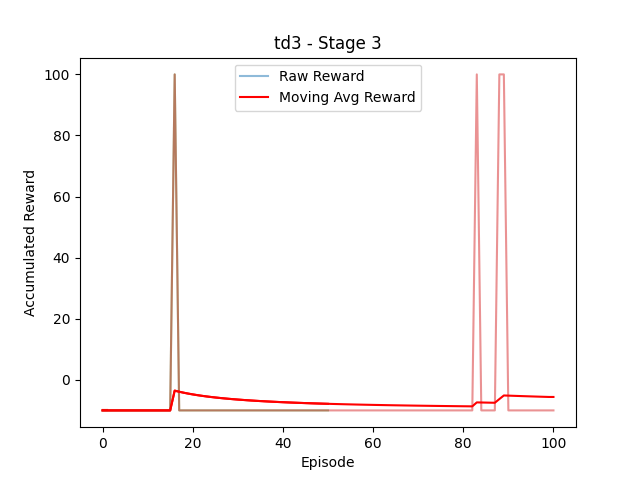 td3 - Stage 3
Raw Reward
Moving Avg Reward
100
80
60
40
20
0
Accumulated Reward
0 20 40 60 80 100
Episode